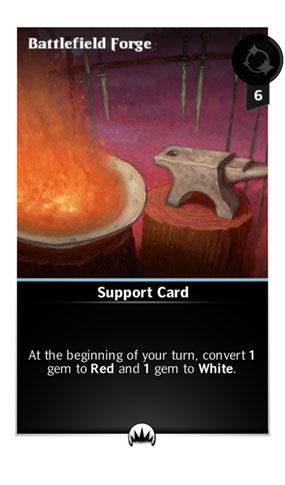 Battlefield Forge
6
Support Card
At the beginning of your turn, convert 1
gem to Red and 1 gem to White.